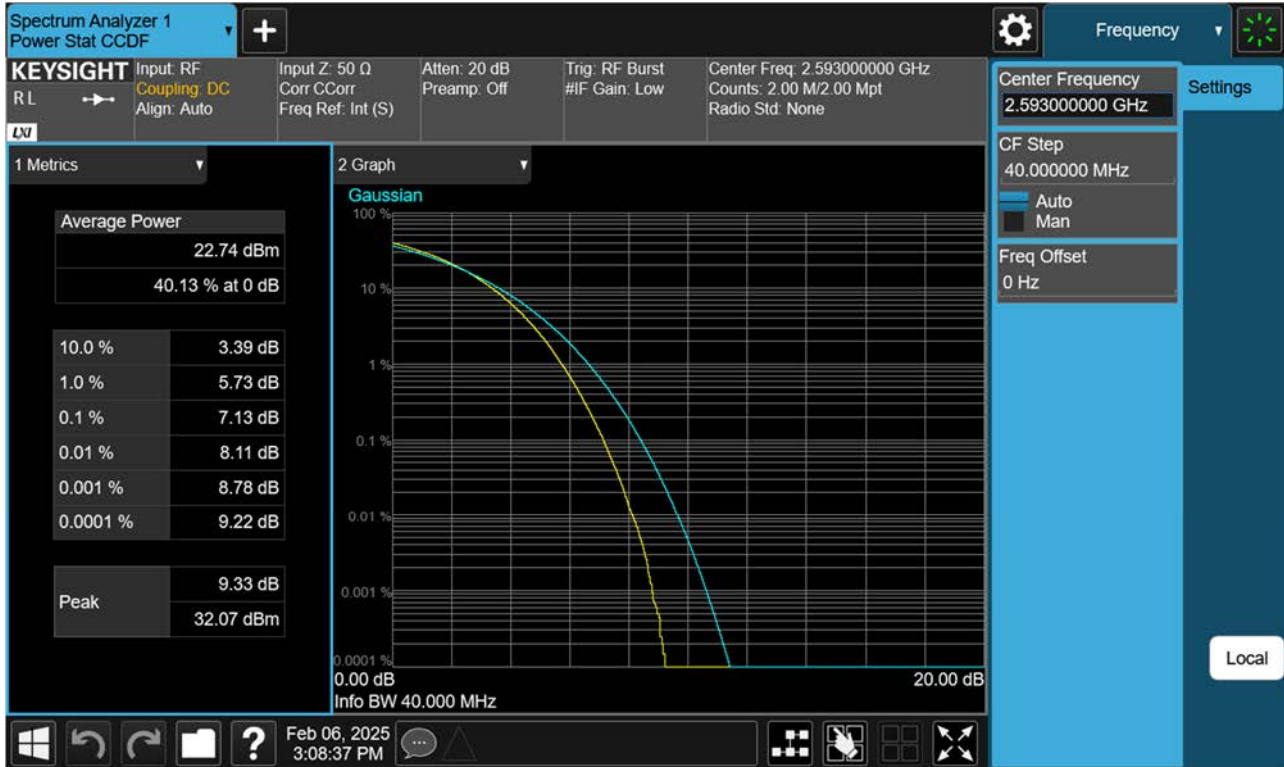 Spectrum Analyzer 1
Power Stat CCDF
+
Frequency
KEYSIGHT
RL
LXI
Input: RF
Coupling: DC
Align: Auto
Input Z: 50 Ω
Corr CCorr
Freq Ref: Int (S)
Atten: 20 dB
Preamp: Off
Trig: RF Burst
#IF Gain: Low
Center Freq: 2.593000000 GHz
Counts: 2.00 M/2.00 Mpt
Radio Std: None
Center Frequency
2.593000000 GHz
Settings
CF Step
40.000000 MHz
Auto
Man
Freq Offset
0 Hz
1 Metrics
Average Power
22.74 dBm
40.13 % at 0 dB
10.0 % 3.39 dB
1.0 % 5.73 dB
0.1 % 7.13 dB
0.01 % 8.11 dB
0.001 % 8.78 dB
0.0001 % 9.22 dB
Peak
9.33 dB
32.07 dBm
2 Graph
Gaussian
100 %
10 %
1 %
0.1 %
0.01 %
0.001 %
0.0001 %
0.00 dB 20.00 dB
Info BW 40.000 MHz
Local
?
Feb 06, 2025
3:08:37 PM